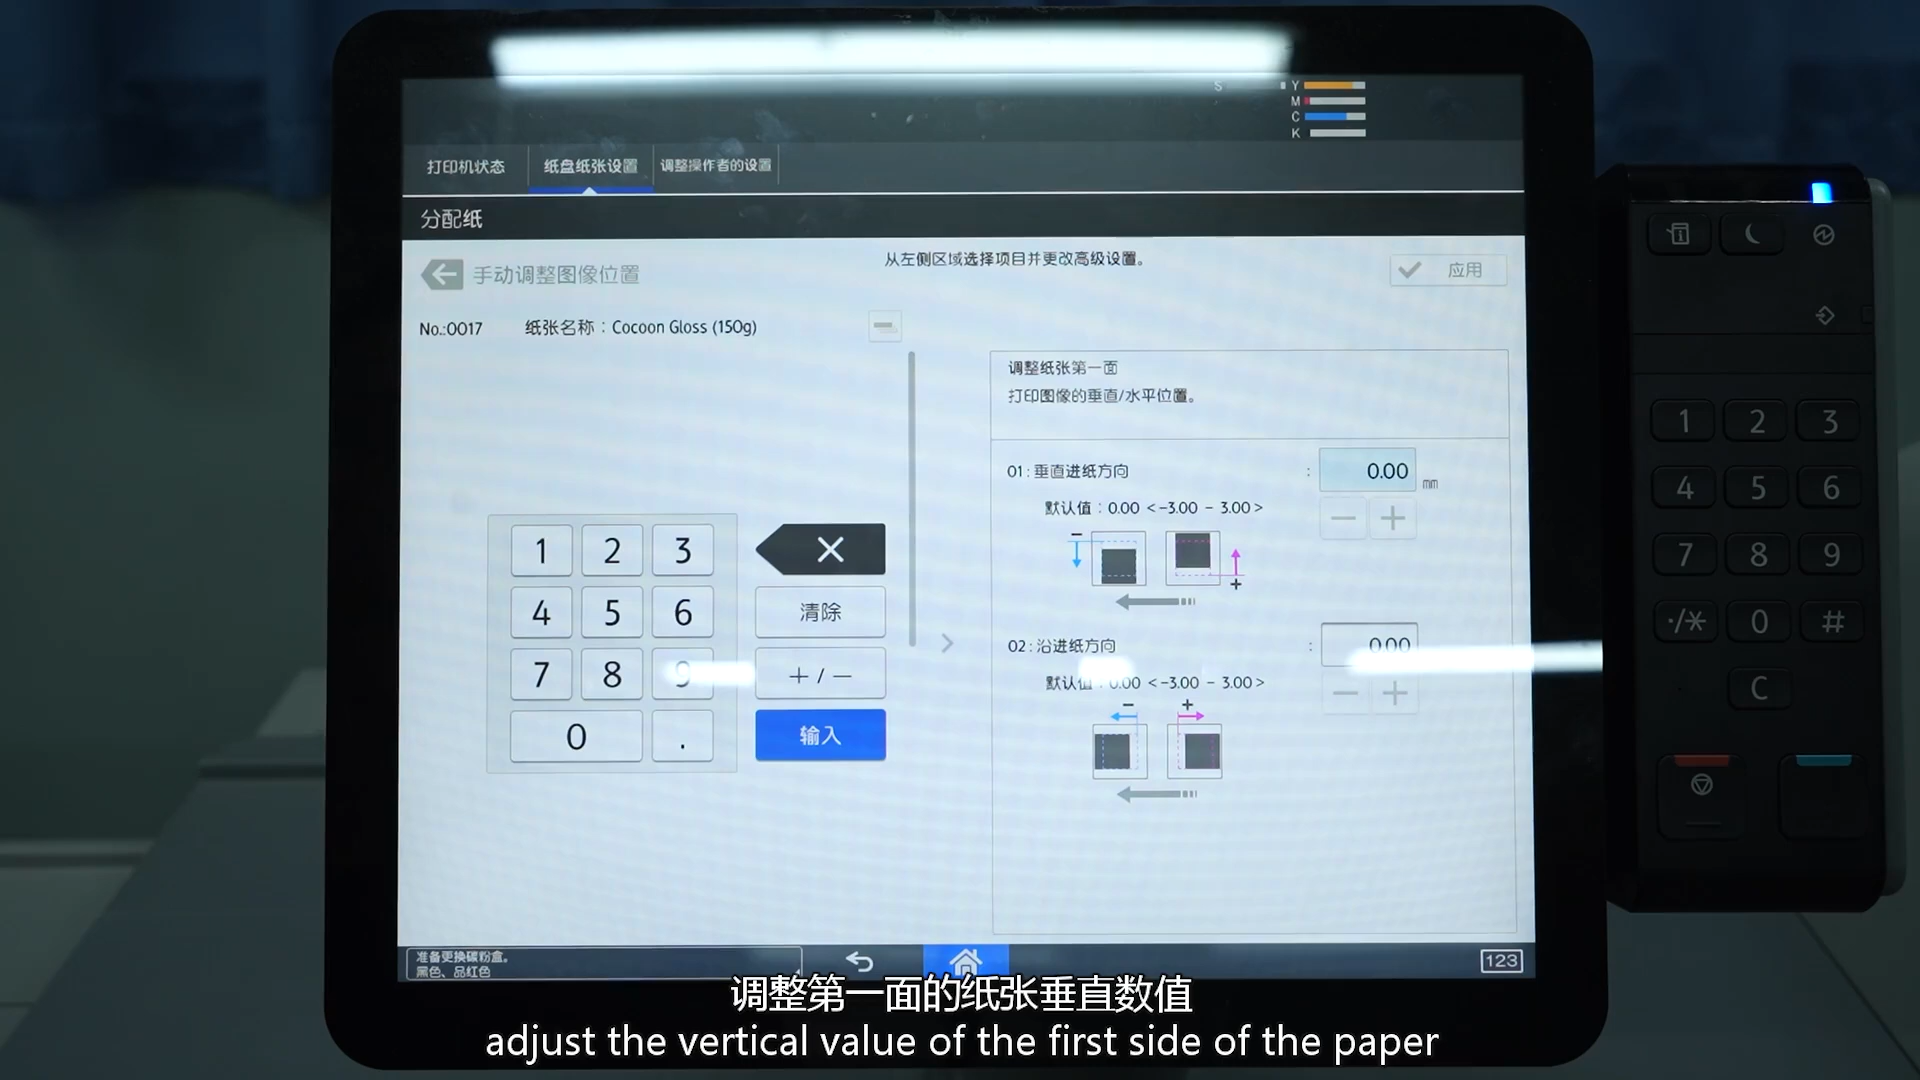 S
Y
M
C
K
打印机状态 纸盘纸张设置 调整操作者的设置
分配纸
手动调整图像位置
从左侧区域选择项目并更改高级设置。
应用
No.:0017 纸张名称：Cocoon Gloss (150g)
调整纸张第一面
打印图像的垂直/水平位置。
01：垂直进纸方向 : 0.00 mm
默认值：0.00 <-3.00 - 3.00>
− +
− +
02：沿进纸方向 : 0.00
默认值：0.00 <-3.00 - 3.00>
− +
− +
1 2 3
4 5 6 清除
7 8 9 + / −
0 . 输入
准备更换碳粉盒。
黑色、品红色
123
1 2 3
4 5 6
7 8 9
·/* 0 #
C
调整第一面的纸张垂直数值
adjust the vertical value of the first side of the paper